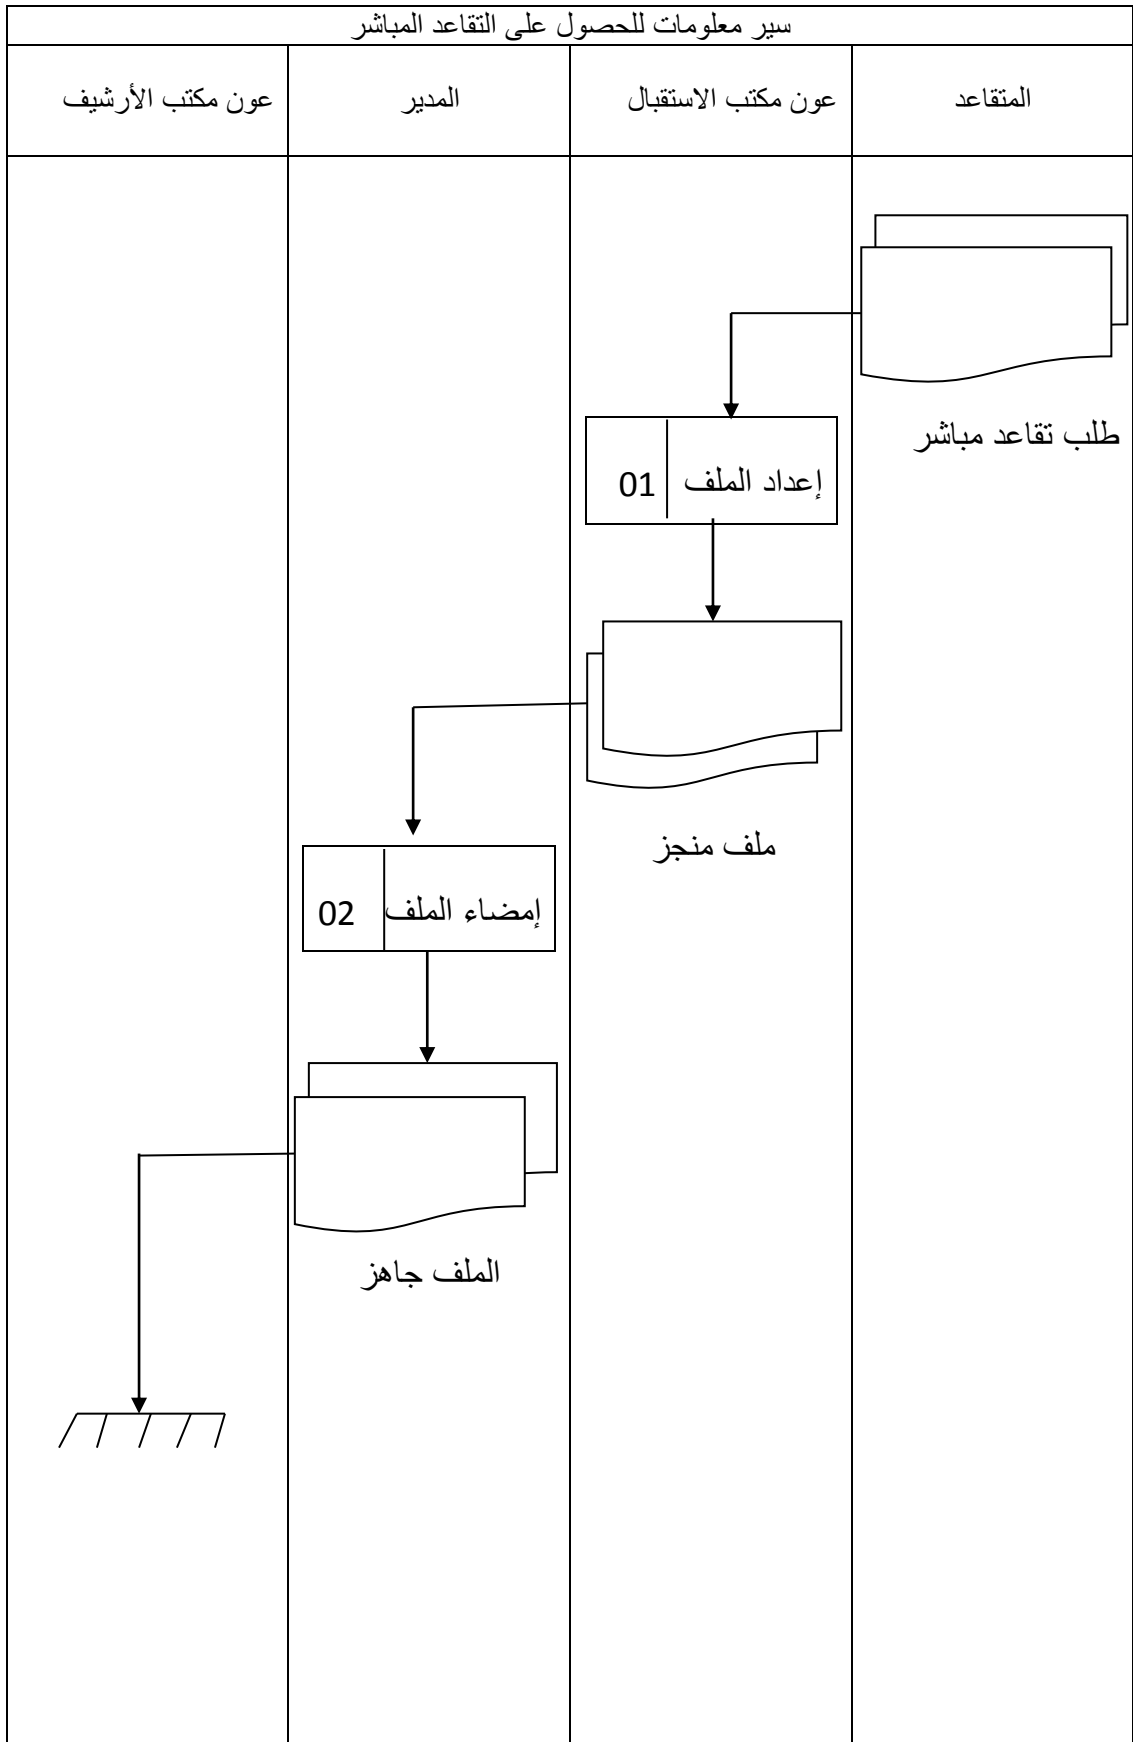 سير معلومات للحصول على التقاعد المباشر
المتقاعد
عون مكتب الاستقبال
المدير
عون مكتب الأرشيف
طلب تقاعد مباشر
إعداد الملف
01
ملف منجز
إمضاء الملف
02
الملف جاهز